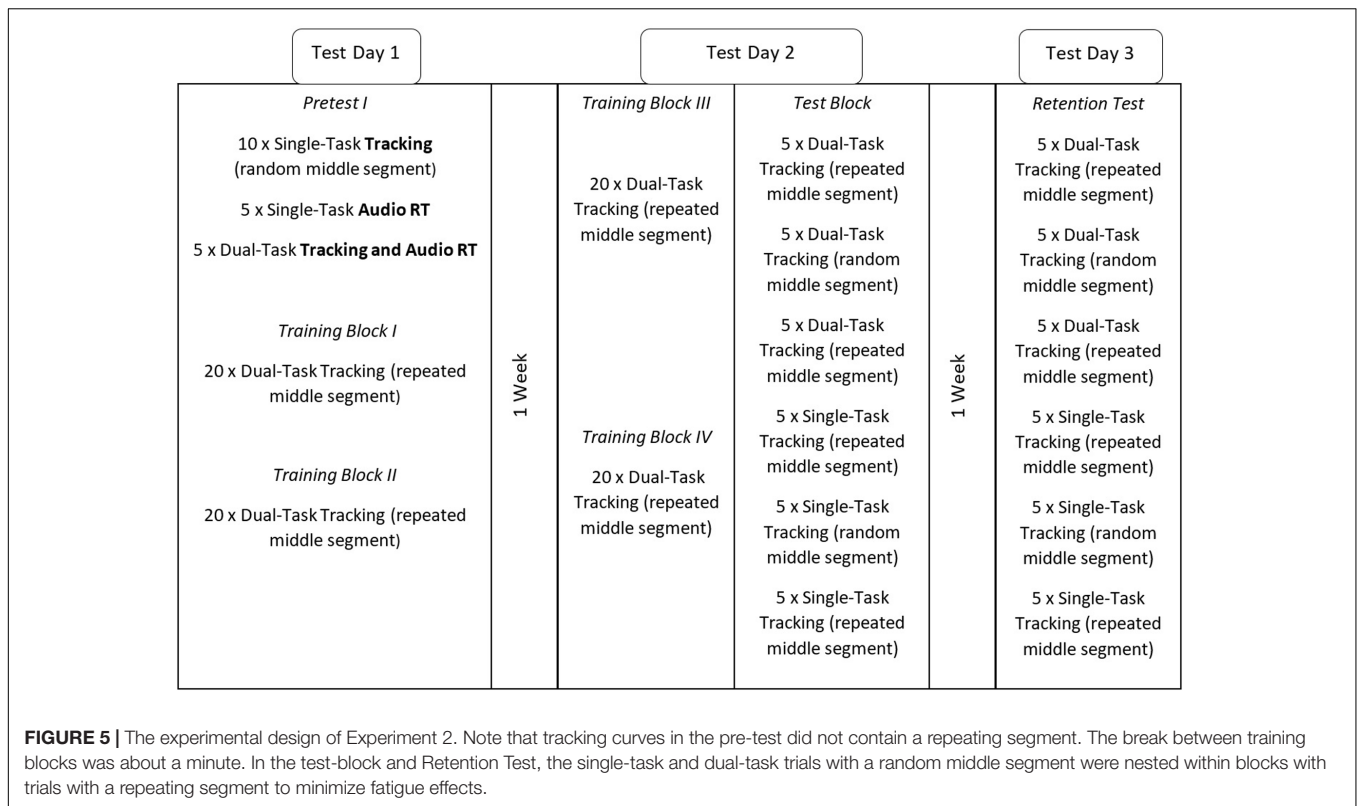 Test Day 1
Test Day 2
Test Day 3
Pretest I
10 x Single-Task Tracking
(random middle segment)
5 x Single-Task Audio RT
5 x Dual-Task Tracking and Audio RT
Training Block I
20 x Dual-Task Tracking (repeated
middle segment)
Training Block II
20 x Dual-Task Tracking (repeated
middle segment)
1 Week
Training Block III
20 x Dual-Task
Tracking (repeated
middle segment)
Training Block IV
20 x Dual-Task
Tracking (repeated
middle segment)
Test Block
5 x Dual-Task
Tracking (repeated
middle segment)
5 x Dual-Task
Tracking (random
middle segment)
5 x Dual-Task
Tracking (repeated
middle segment)
5 x Single-Task
Tracking (repeated
middle segment)
5 x Single-Task
Tracking (random
middle segment)
5 x Single-Task
Tracking (repeated
middle segment)
1 Week
Retention Test
5 x Dual-Task
Tracking (repeated
middle segment)
5 x Dual-Task
Tracking (random
middle segment)
5 x Dual-Task
Tracking (repeated
middle segment)
5 x Single-Task
Tracking (repeated
middle segment)
5 x Single-Task
Tracking (random
middle segment)
5 x Single-Task
Tracking (repeated
middle segment)
FIGURE 5 | The experimental design of Experiment 2. Note that tracking curves in the pre-test did not contain a repeating segment. The break between training
blocks was about a minute. In the test-block and Retention Test, the single-task and dual-task trials with a random middle segment were nested within blocks with
trials with a repeating segment to minimize fatigue effects.